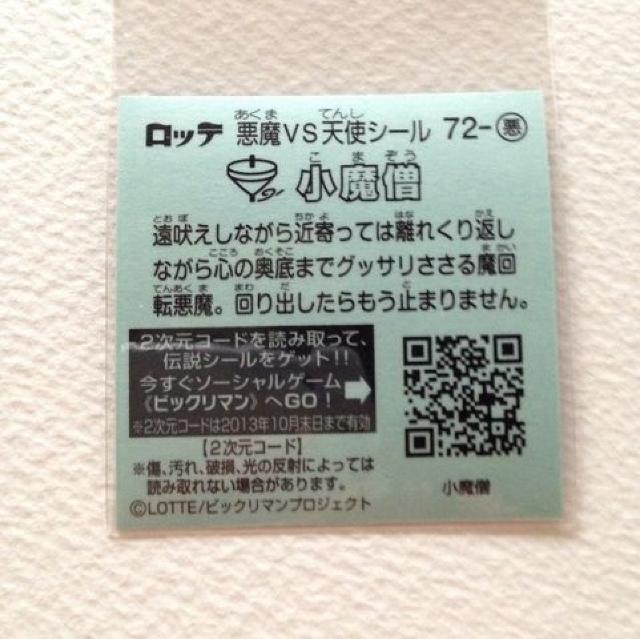 ロッテ 悪魔VS天使シール 72-悪
あくま てんし
小魔僧
こまぞう
遠吠えしながら近寄っては離れくり返し
とおぼ ちかよ はな かえ
ながら心の奥底までグッサリささる魔回
こころ おくそこ まかい
転悪魔。回り出したらもう止まりません。
てんあくま まわ だ と
2次元コードを読み取って、
伝説シールをゲット!!
今すぐソーシャルゲーム
《ビックリマン》へGO!
※2次元コードは2013年10月末日まで有効
【2次元コード】
※傷、汚れ、破損、光の反射によっては
読み取れない場合があります。
©LOTTE/ビックリマンプロジェクト
小魔僧